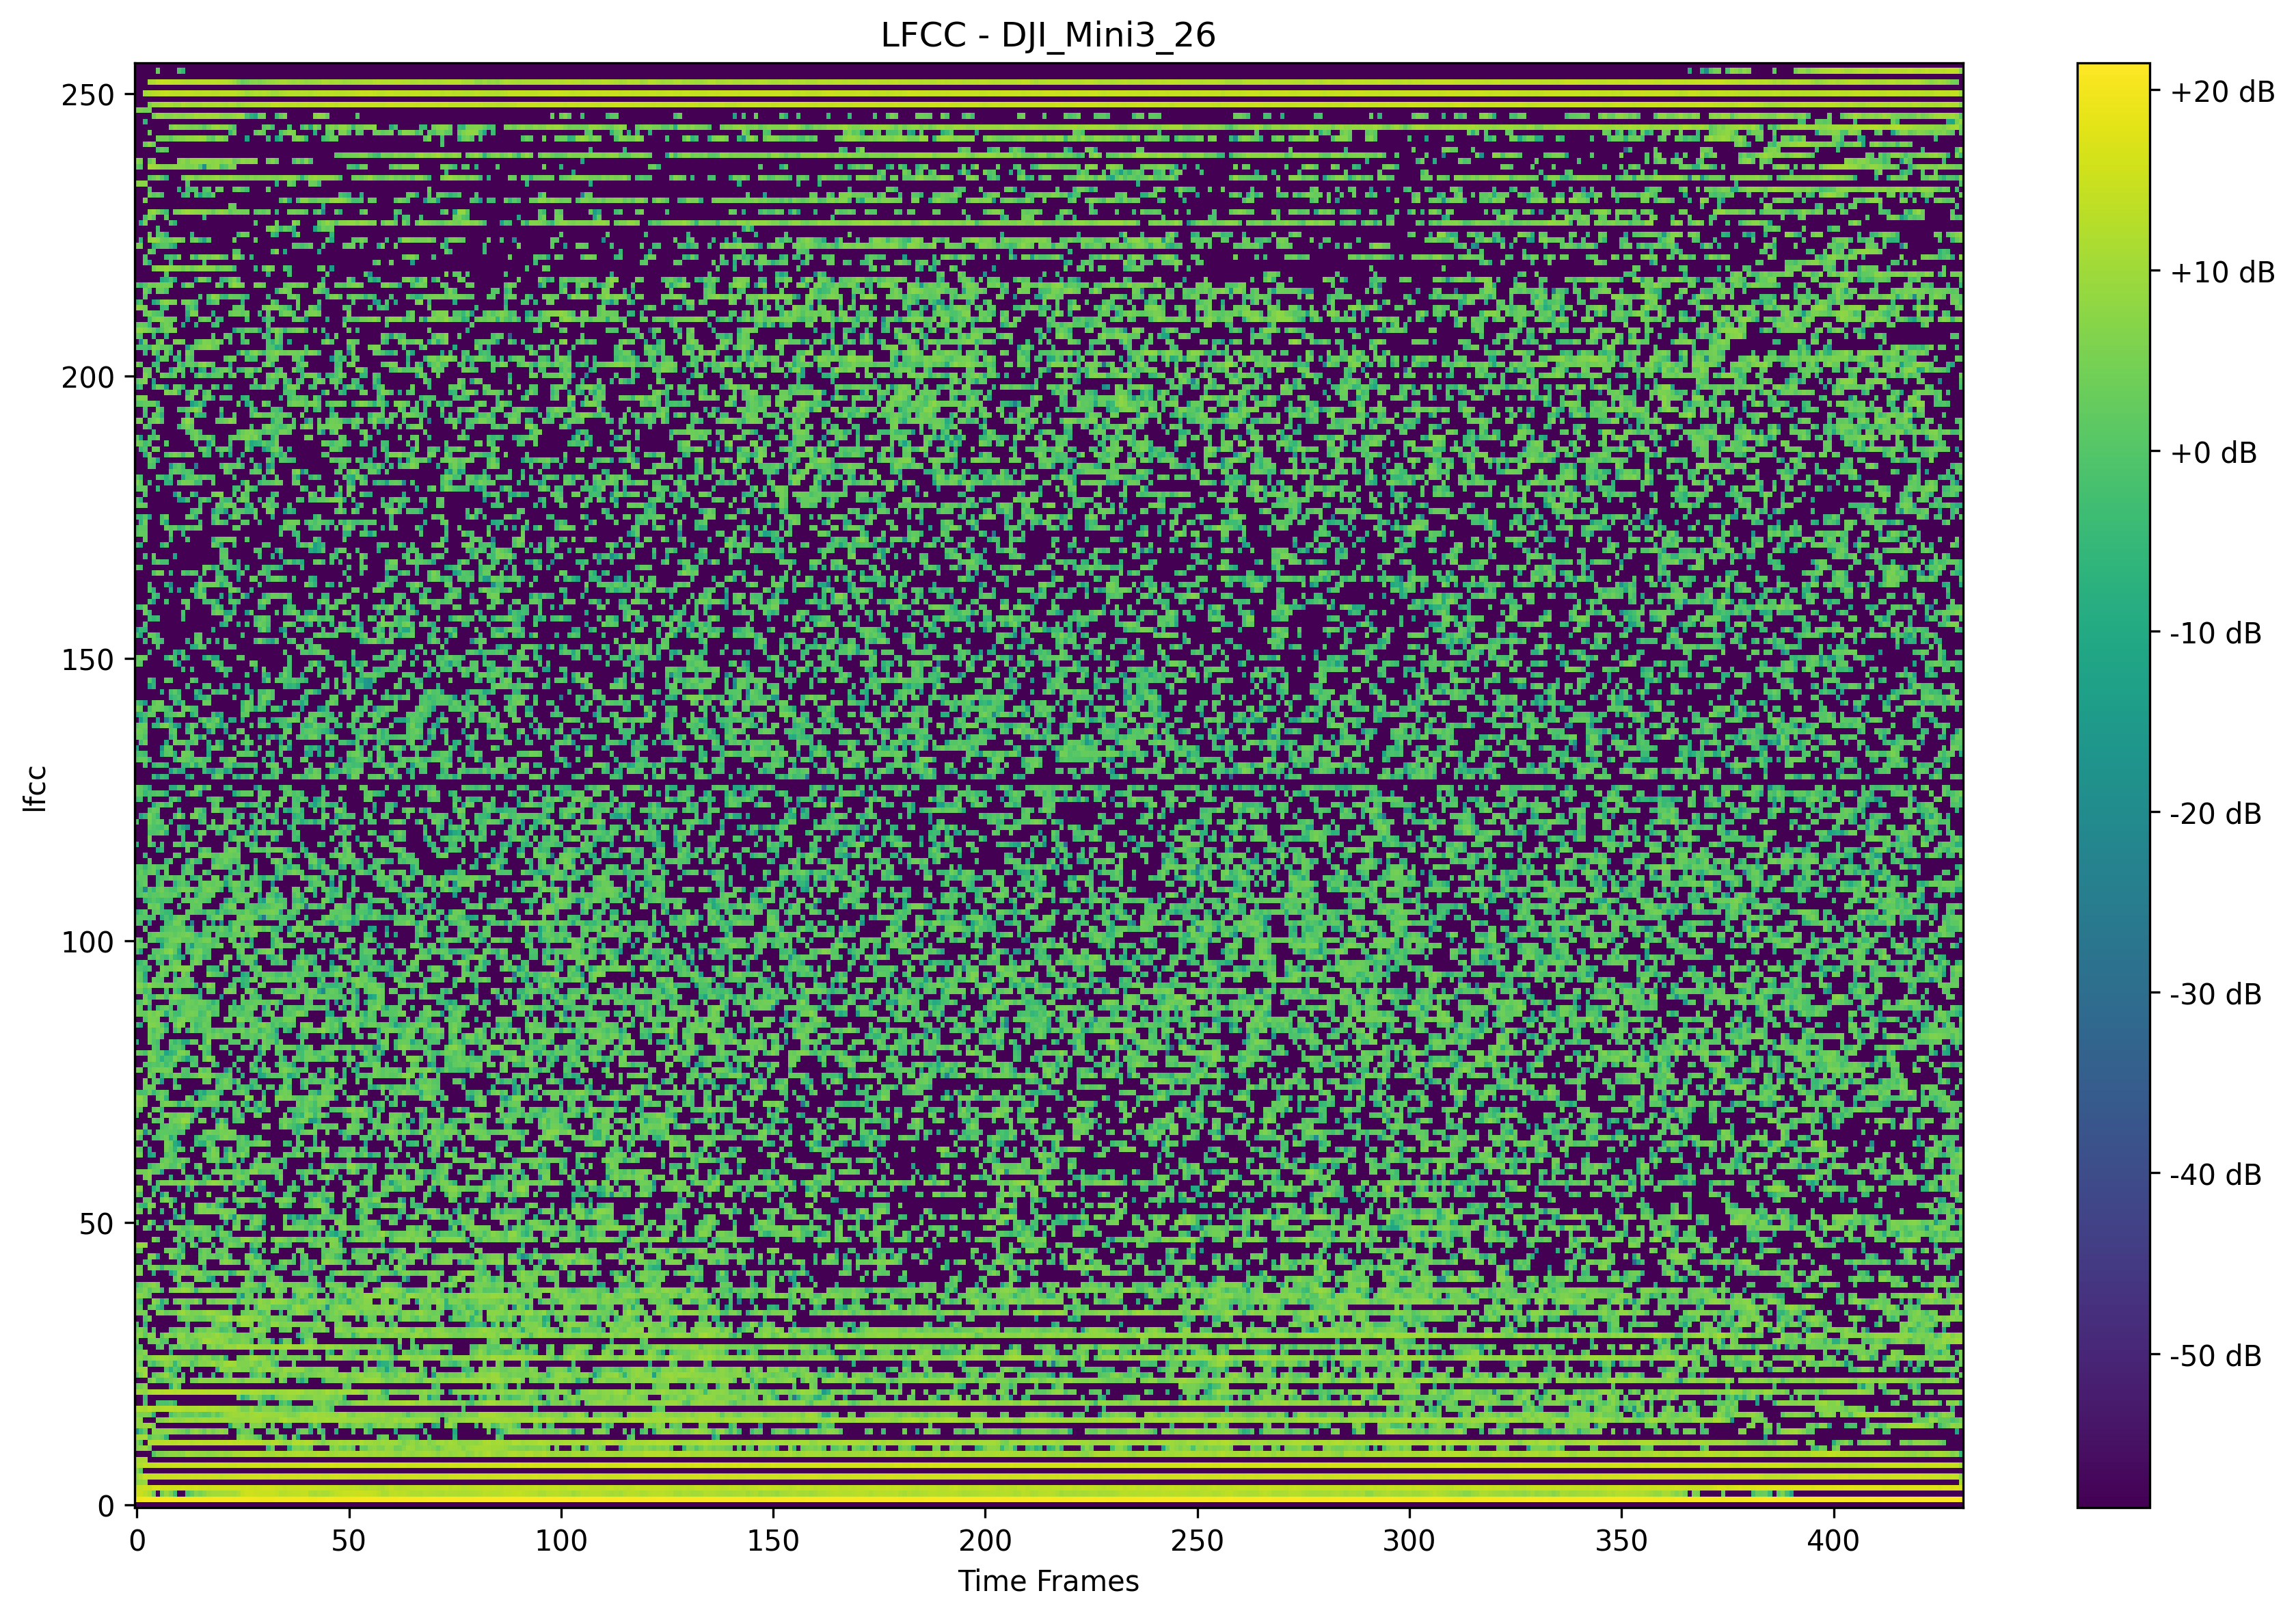 LFCC - DJI_Mini3_26
lfcc
250
200
150
100
50
0
0 50 100 150 200 250 300 350 400
Time Frames
+20 dB
+10 dB
+0 dB
-10 dB
-20 dB
-30 dB
-40 dB
-50 dB